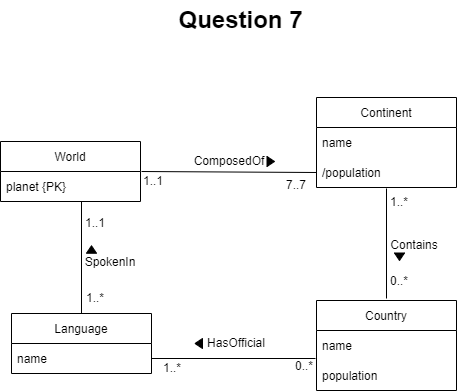 Question 7
Continent
name
/population
World
planet {PK}
ComposedOf
1..1
7..7
1..*
Contains
0..*
1..1
SpokenIn
1..*
Language
name
HasOfficial
1..*
0..*
Country
name
population